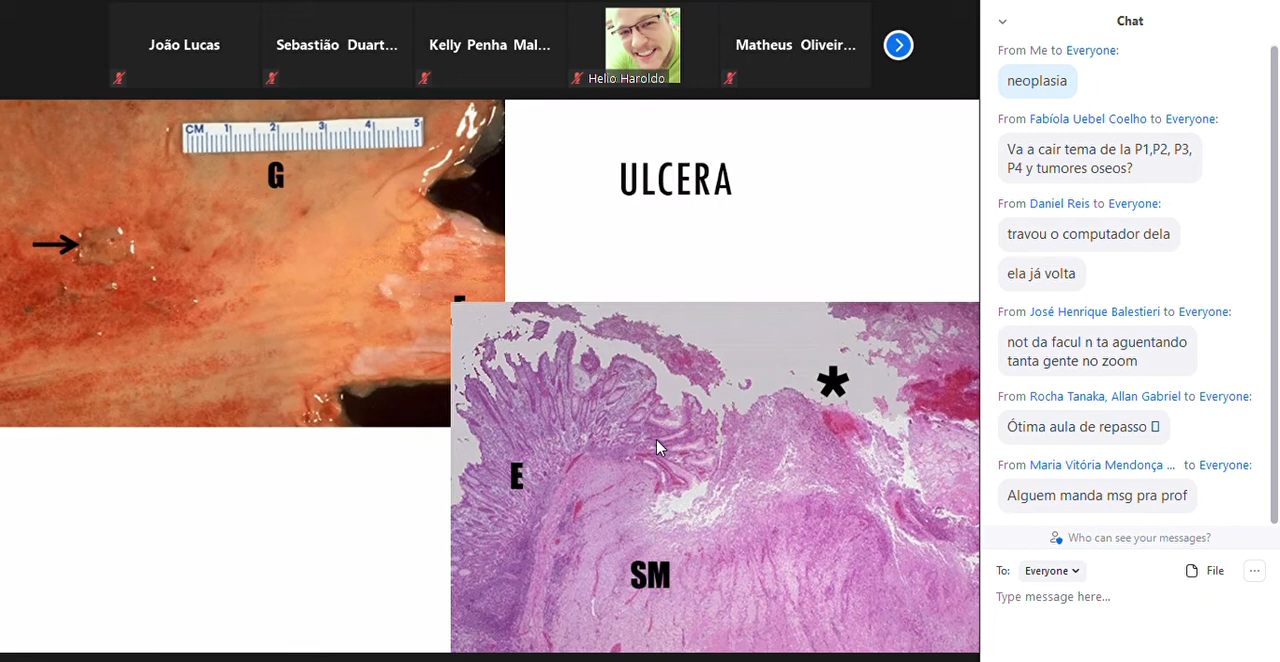 João Lucas
Sebastião Duart...
Kelly Penha Mal...
Helio Haroldo
Matheus Oliveir...
CM 1 2 3 4 5
G
ULCERA
*
E
SM
Chat
From Me to Everyone:
neoplasia
From Fabíola Uebel Coelho to Everyone:
Va a cair tema de la P1,P2, P3,
P4 y tumores oseos?
From Daniel Reis to Everyone:
travou o computador dela
ela já volta
From José Henrique Balestieri to Everyone:
not da facul n ta aguentando
tanta gente no zoom
From Rocha Tanaka, Allan Gabriel to Everyone:
Ótima aula de repasso
From Maria Vitória Mendonça ... to Everyone:
Alguem manda msg pra prof
Who can see your messages?
To: Everyone File ...
Type message here...